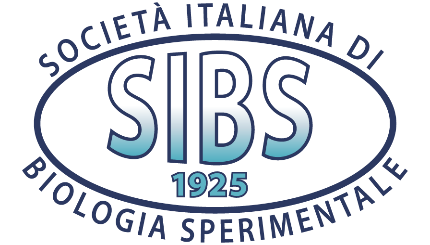 SOCIETÀ ITALIANA DI
SIBS
1925
BIOLOGIA SPERIMENTALE